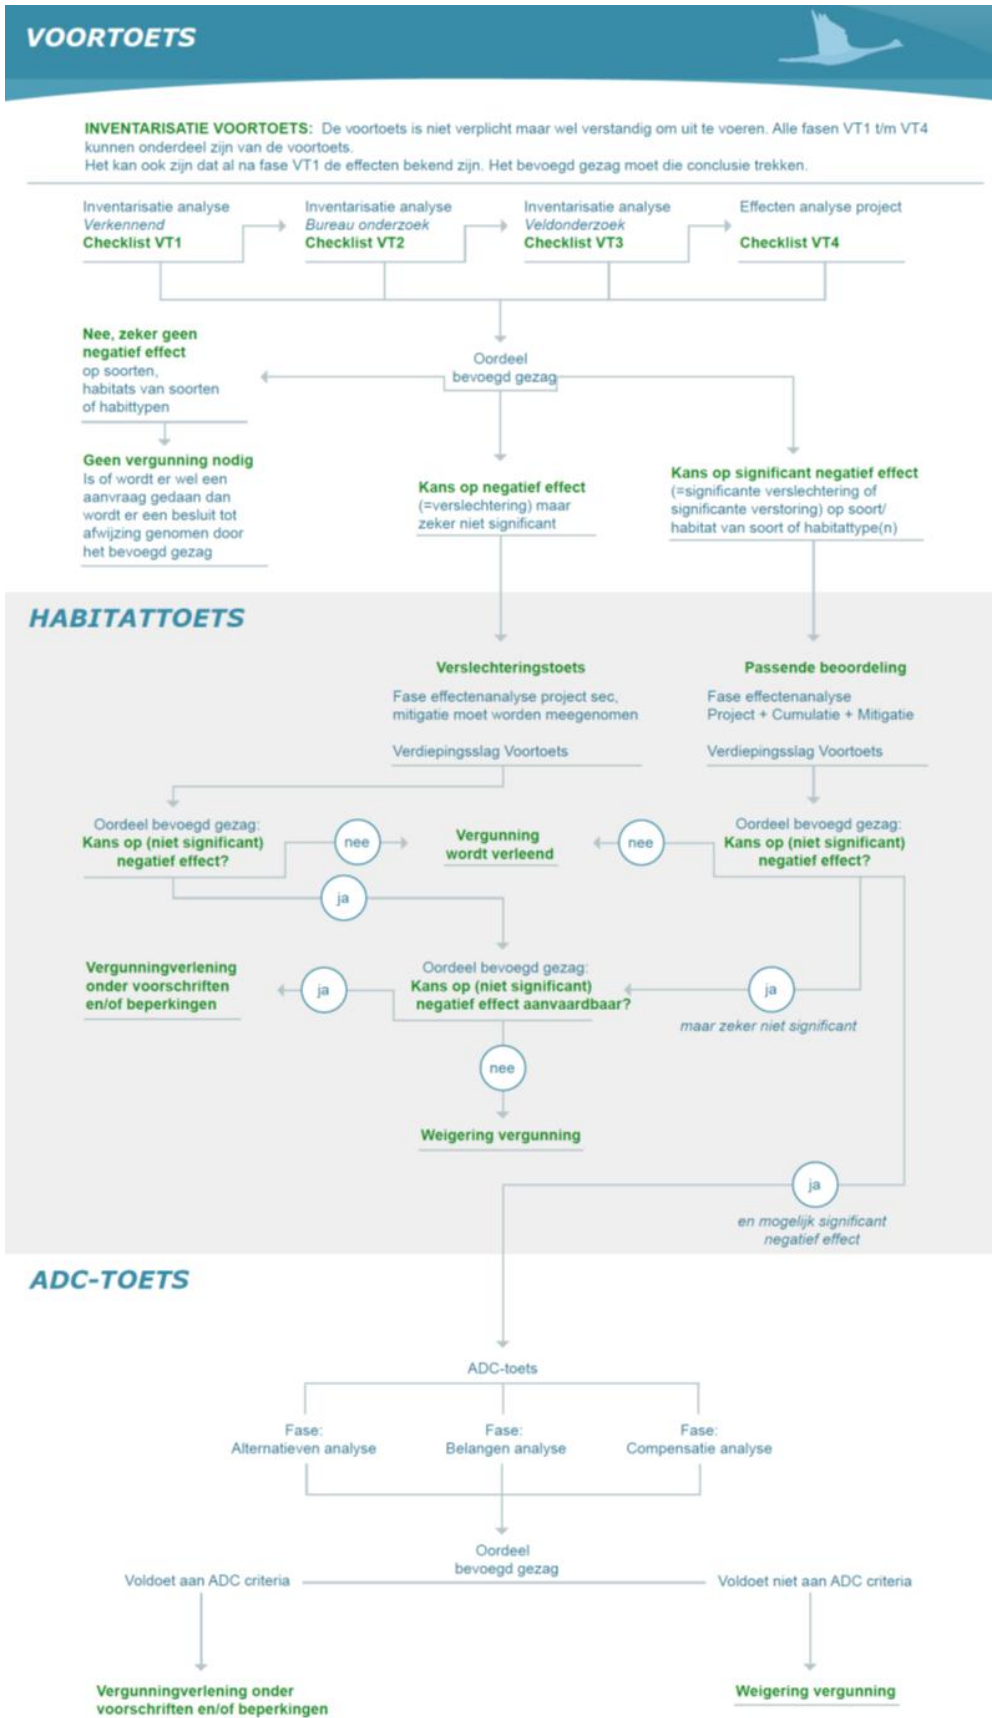 VOORTOETS
INVENTARISATIE VOORTOETS: De voortoets is niet verplicht maar wel verstandig om uit te voeren. Alle fasen VT1 t/m VT4
kunnen onderdeel zijn van de voortoets.
Het kan ook zijn dat al na fase VT1 de effecten bekend zijn. Het bevoegd gezag moet die conclusie trekken.
Inventarisatie analyse
Verkennend
Checklist VT1
Inventarisatie analyse
Bureau onderzoek
Checklist VT2
Inventarisatie analyse
Veldonderzoek
Checklist VT3
Effecten analyse project
Checklist VT4
Nee, zeker geen
negatief effect
op soorten,
habitats van soorten
of habittypen
Oordeel
bevoegd gezag
Geen vergunning nodig
Is of wordt er wel een
aanvraag gedaan dan
wordt er een besluit tot
afwijzing genomen door
het bevoegd gezag
Kans op negatief effect
(=verslechtering) maar
zeker niet significant
Kans op significant negatief effect
(=significante verslechtering of
significante verstoring) op soort/
habitat van soort of habitattype(n)
HABITATTOETS
Verslechteringstoets
Fase effectenanalyse project sec,
mitigatie moet worden meegenomen
Verdiepingsslag Voortoets
Passende beoordeling
Fase effectenanalyse
Project + Cumulatie + Mitigatie
Verdiepingsslag Voortoets
Oordeel bevoegd gezag:
Kans op (niet significant)
negatief effect?
nee
Vergunning
wordt verleend
nee
Oordeel bevoegd gezag:
Kans op (niet significant)
negatief effect?
ja
Vergunningverlening
onder voorschriften
en/of beperkingen
ja
Oordeel bevoegd gezag:
Kans op (niet significant)
negatief effect aanvaardbaar?
ja
maar zeker niet significant
nee
Weigering vergunning
ja
en mogelijk significant
negatief effect
ADC-TOETS
ADC-toets
Fase:
Alternatieven analyse
Fase:
Belangen analyse
Fase:
Compensatie analyse
Oordeel
bevoegd gezag
Voldoet aan ADC criteria
Voldoet niet aan ADC criteria
Vergunningverlening onder
voorschriften en/of beperkingen
Weigering vergunning